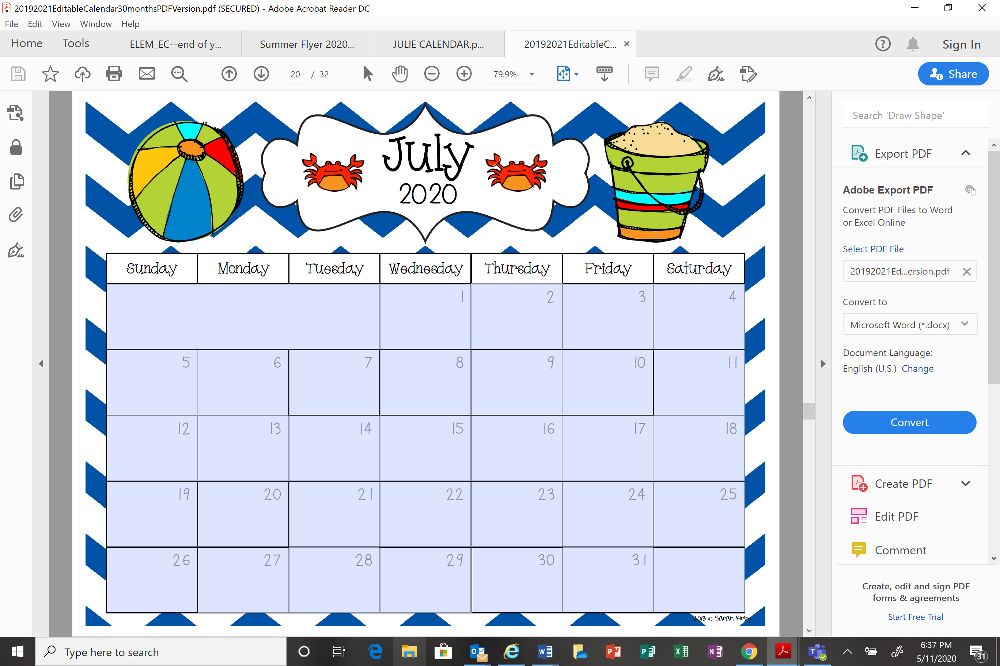 20192021EditableCalendar30monthsPDFVersion.pdf (SECURED) - Adobe Acrobat Reader DC
File Edit View Window Help
Home Tools ELEM_EC--end of y... Summer Flyer 2020... JULIE CALENDAR.p... 20192021EditableC... Sign In
20 / 32 79.9% Share
July
2020
Sunday Monday Tuesday Wednesday Thursday Friday Saturday
1 2 3 4
5 6 7 8 9 10 11
12 13 14 15 16 17 18
19 20 21 22 23 24 25
26 27 28 29 30 31
2013 © Sarah Kirby
Search 'Draw Shape'
Export PDF
Adobe Export PDF
Convert PDF Files to Word
or Excel Online
Select PDF File
20192021Ed...ersion.pdf
Convert to
Microsoft Word (*.docx)
Document Language:
English (U.S.) Change
Convert
Create PDF
Edit PDF
Comment
Create, edit and sign PDF
forms & agreements
Start Free Trial
Type here to search
6:37 PM
5/11/2020
31